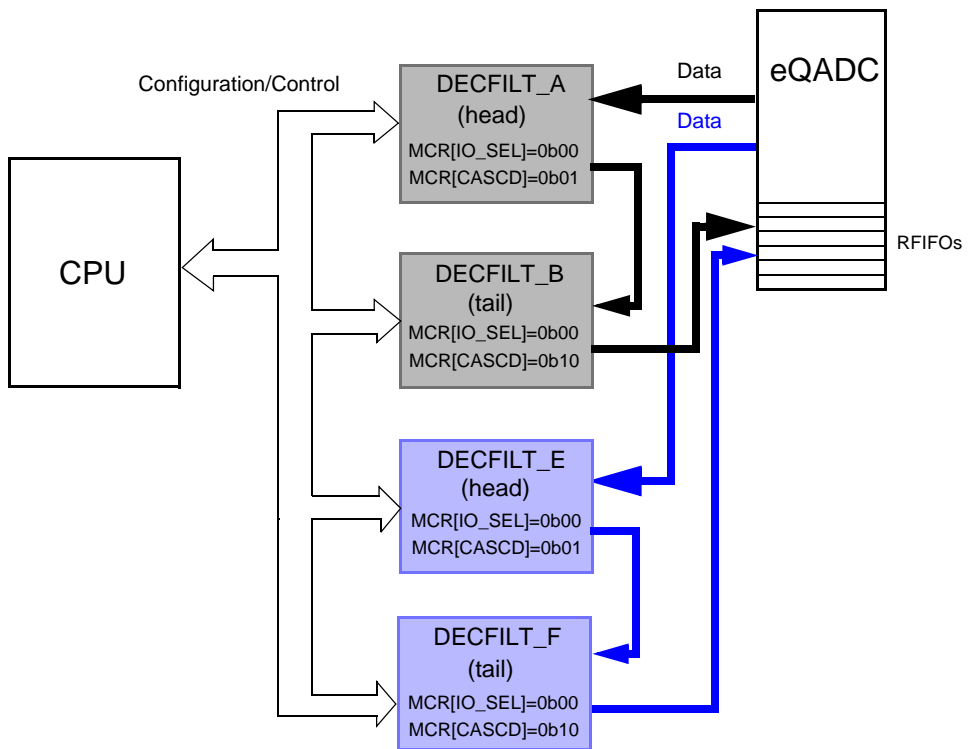 Configuration/Control
CPU
DECFILT_A
(head)
MCR[IO_SEL]=0b00
MCR[CASCD]=0b01
Data
Data
eQADC
RFIFOs
DECFILT_B
(tail)
MCR[IO_SEL]=0b00
MCR[CASCD]=0b10
DECFILT_E
(head)
MCR[IO_SEL]=0b00
MCR[CASCD]=0b01
DECFILT_F
(tail)
MCR[IO_SEL]=0b00
MCR[CASCD]=0b10